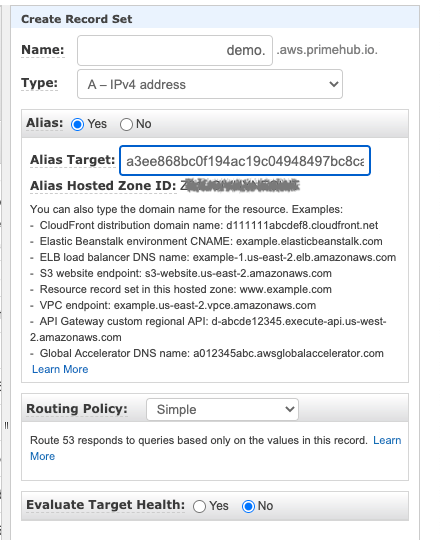 Create Record Set
Name: demo. .aws.primehub.io.
Type: A – IPv4 address
Alias: Yes No
Alias Target: a3ee868bc0f194ac19c04948497bc8ca
Alias Hosted Zone ID:
You can also type the domain name for the resource. Examples:
- CloudFront distribution domain name: d111111abcdef8.cloudfront.net
- Elastic Beanstalk environment CNAME: example.elasticbeanstalk.com
- ELB load balancer DNS name: example-1.us-east-2.elb.amazonaws.com
- S3 website endpoint: s3-website.us-east-2.amazonaws.com
- Resource record set in this hosted zone: www.example.com
- VPC endpoint: example.us-east-2.vpce.amazonaws.com
- API Gateway custom regional API: d-abcde12345.execute-api.us-west-
2.amazonaws.com
- Global Accelerator DNS name: a012345abc.awsglobalaccelerator.com
Learn More
Routing Policy: Simple
Route 53 responds to queries based only on the values in this record. Learn
More
Evaluate Target Health: Yes No